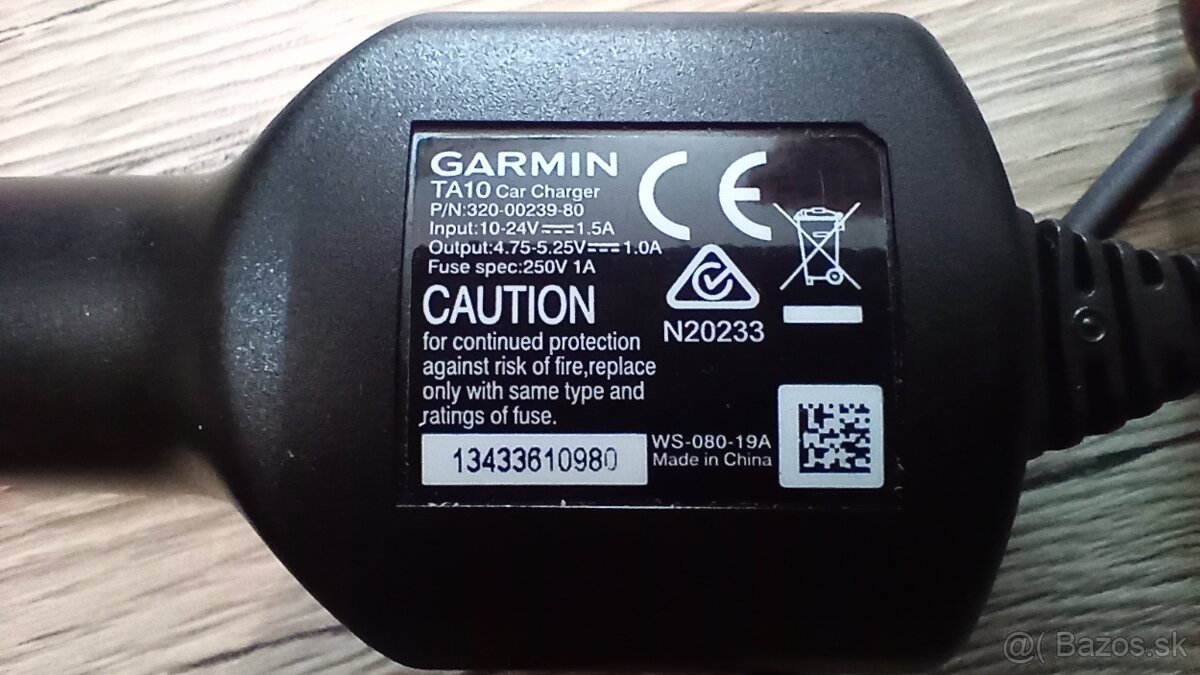 GARMIN
TA10 Car Charger
P/N:320-00239-80
Input:10-24V⎓1.5A
Output:4.75-5.25V⎓1.0A
Fuse spec:250V 1A
CE
N20233
CAUTION
for continued protection
against risk of fire,replace
only with same type and
ratings of fuse.
13433610980
WS-080-19A
Made in China
@( Bazos.sk